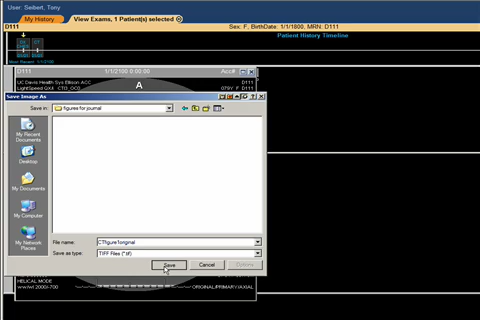 User: Seibert, Tony
My History
View Exams, 1 Patient(s) selected
D111
Sex: F, BirthDate: 1/1/1800, MRN: D111
Patient History Timeline
D111
1/1/2100 0:00:00
Acc#
UC Davis Health Sys Ellison ACC
D111
A
Save Image As
Save in:
figures for journal
My Recent Documents
Desktop
My Documents
My Computer
My Network Places
File name:
CTfigure1original
Save as type:
TIFF Files (*.tif)
Save
Cancel
Options
HELICAL MODE
ORIGINAL/PRIMARY/AXIAL